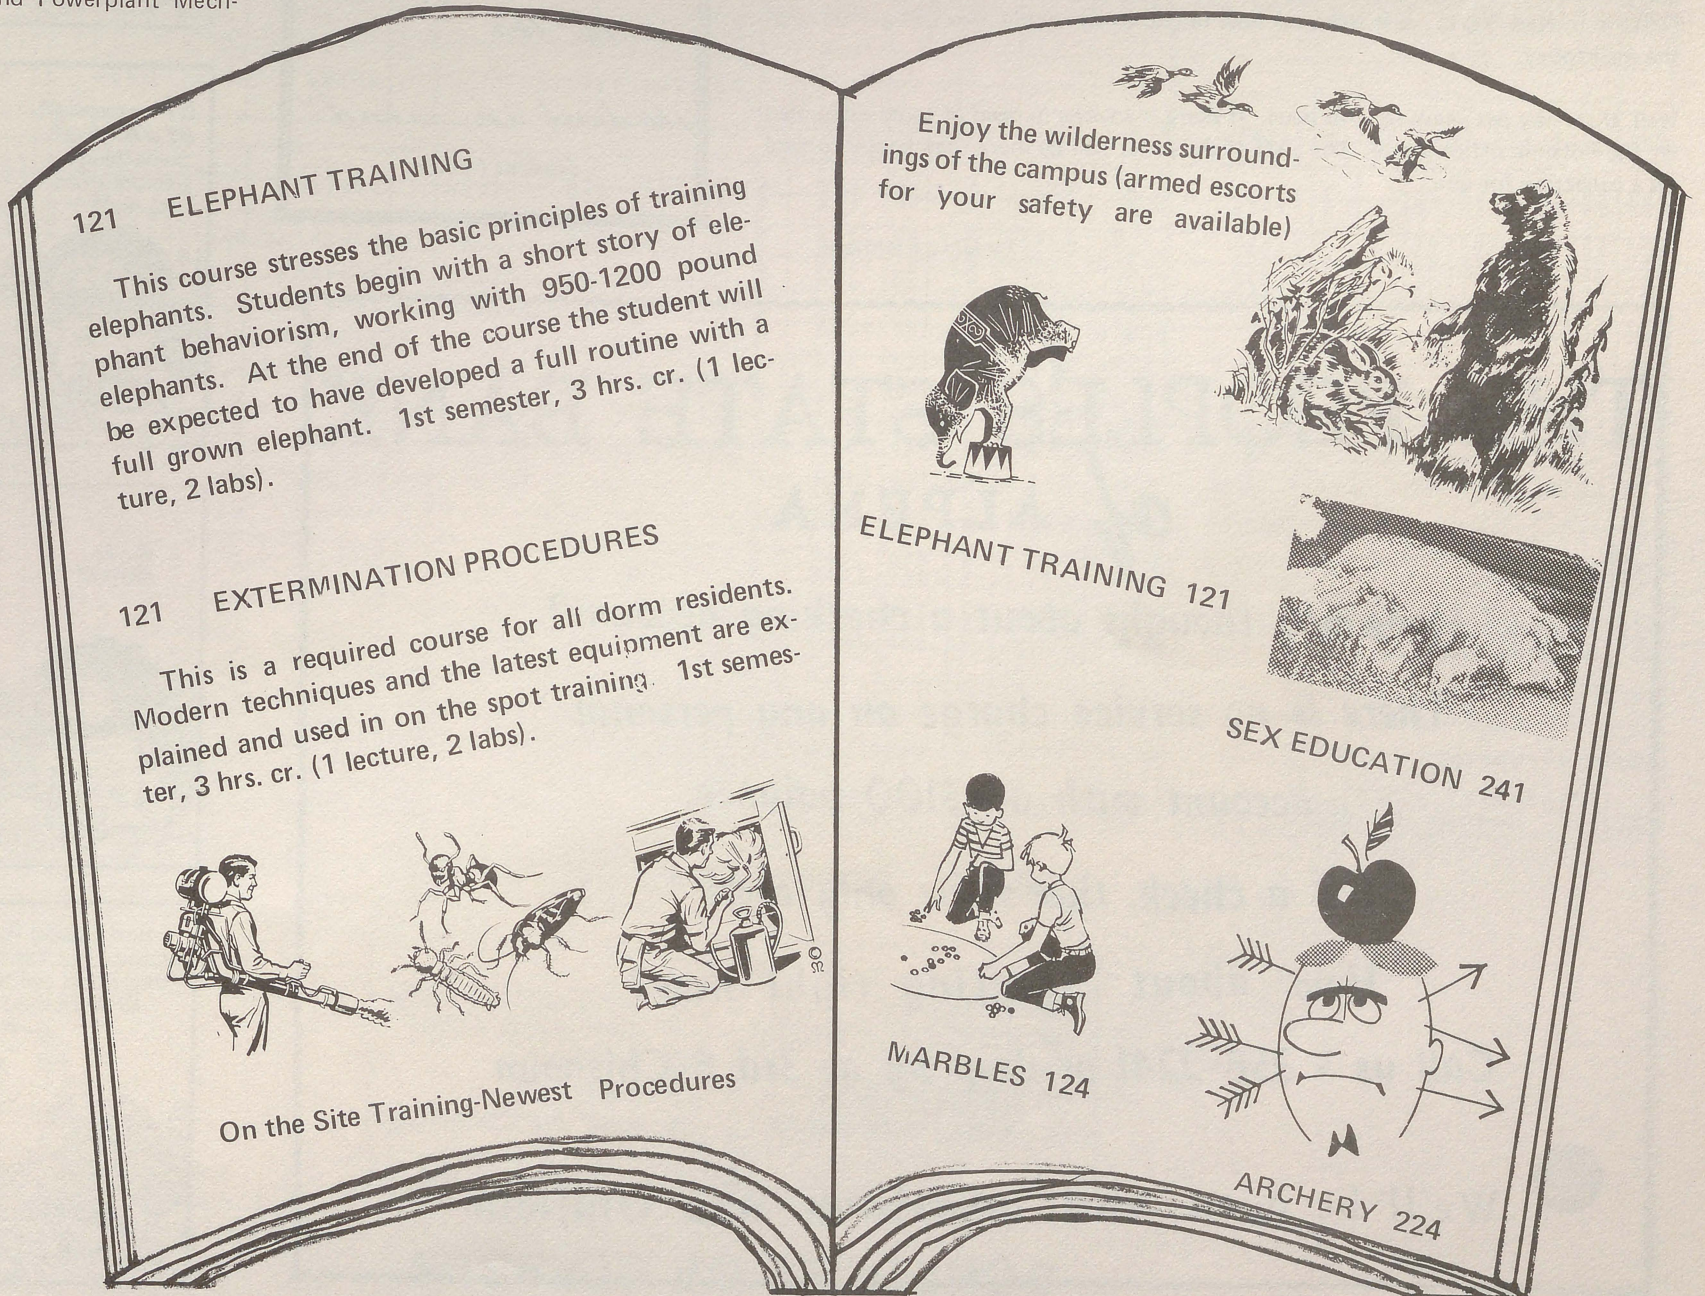 Powerplant Mech-
121 ELEPHANT TRAINING
This course stresses the basic principles of training
elephants. Students begin with a short story of ele-
phant behaviorism, working with 950-1200 pound
elephants. At the end of the course the student will
be expected to have developed a full routine with a
full grown elephant. 1st semester, 3 hrs. cr. (1 lec-
ture, 2 labs).
121 EXTERMINATION PROCEDURES
This is a required course for all dorm residents.
Modern techniques and the latest equipment are ex-
plained and used in on the spot training. 1st semes-
ter, 3 hrs. cr. (1 lecture, 2 labs).
On the Site Training-Newest Procedures
Enjoy the wilderness surround-
ings of the campus (armed escorts
for your safety are available)
ELEPHANT TRAINING 121
SEX EDUCATION 241
MARBLES 124
ARCHERY 224